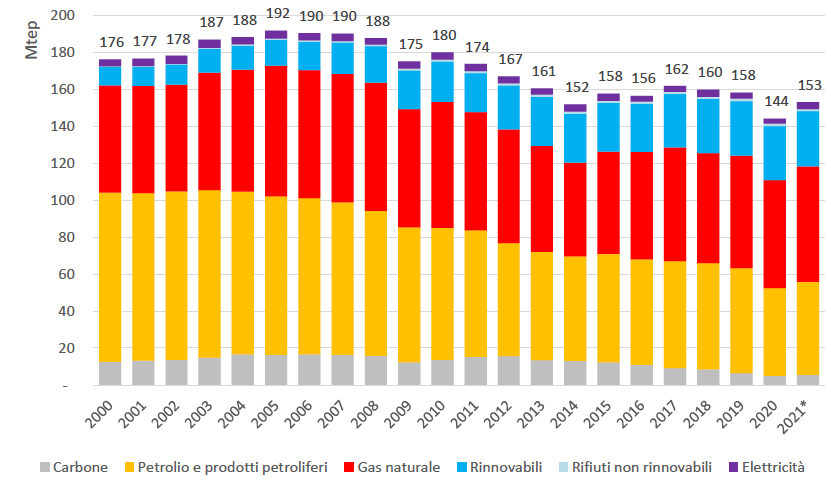 Mtep
200
180
160
140
120
100
80
60
40
20
-
176 177 178 187 188 192 190 190 188 175 180 174 167 161 152 158 156 162 160 158 144 153
2000 2001 2002 2003 2004 2005 2006 2007 2008 2009 2010 2011 2012 2013 2014 2015 2016 2017 2018 2019 2020 2021*
Carbone Petrolio e prodotti petroliferi Gas naturale Rinnovabili Rifiuti non rinnovabili Elettricità